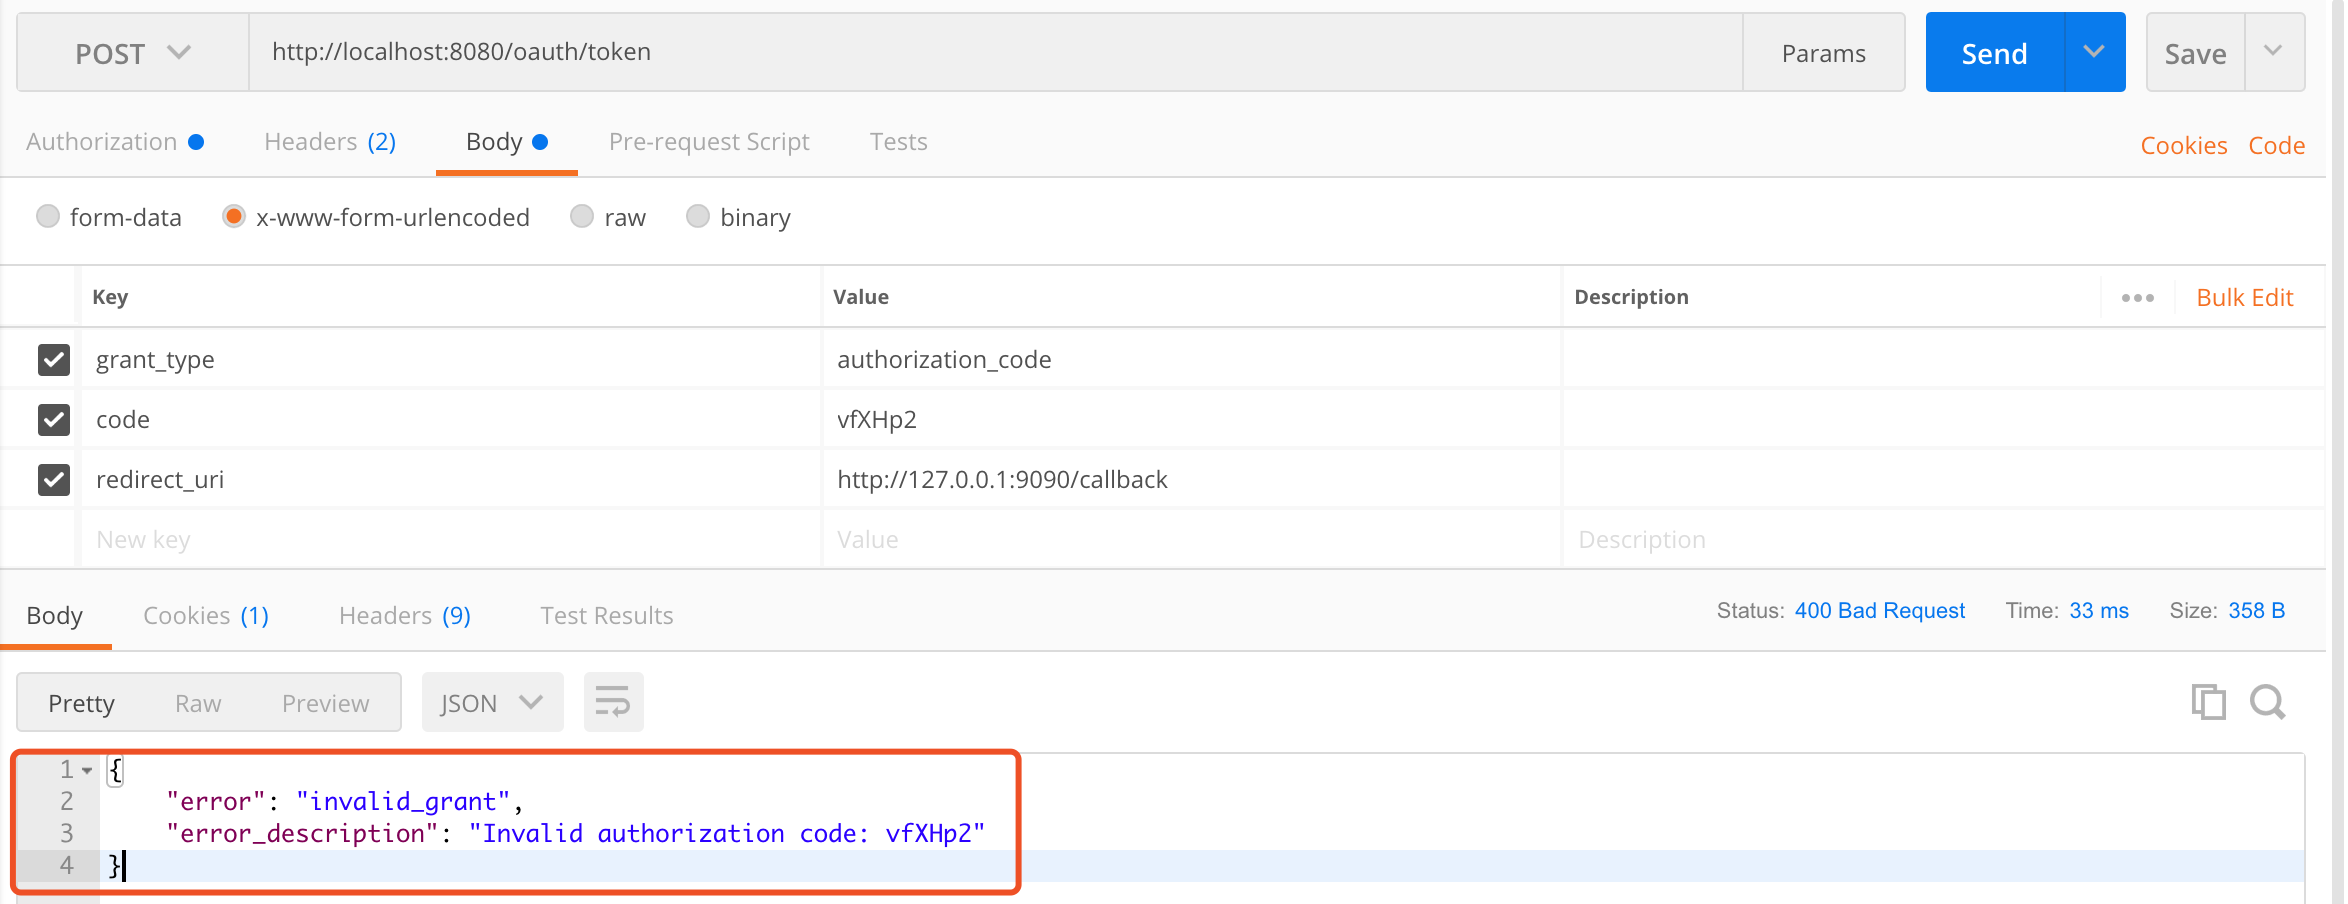 POST http://localhost:8080/oauth/token Params Send Save
Authorization Headers (2) Body Pre-request Script Tests Cookies Code
form-data x-www-form-urlencoded raw binary
Key Value Description Bulk Edit
grant_type authorization_code
code vfXHp2
redirect_uri http://127.0.0.1:9090/callback
New key Value Description
Body Cookies (1) Headers (9) Test Results Status: 400 Bad Request Time: 33 ms Size: 358 B
Pretty Raw Preview JSON
1 {
2 "error": "invalid_grant",
3 "error_description": "Invalid authorization code: vfXHp2"
4 }